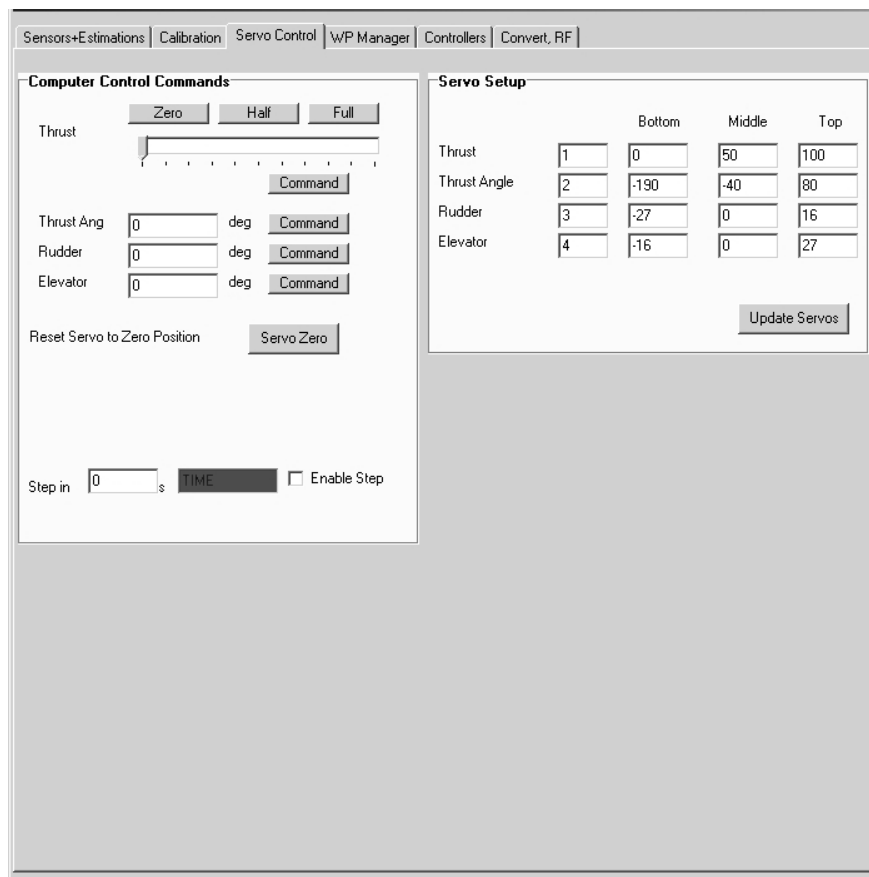 Sensors+Estimations Calibration Servo Control WP Manager Controllers Convert, RF
Computer Control Commands
Zero Half Full
Thrust
Command
Thrust Ang 0 deg Command
Rudder 0 deg Command
Elevator 0 deg Command
Reset Servo to Zero Position Servo Zero
Step in 0 s TIME Enable Step
Servo Setup
Bottom Middle Top
Thrust 1 0 50 100
Thrust Angle 2 -190 -40 80
Rudder 3 -27 0 16
Elevator 4 -16 0 27
Update Servos